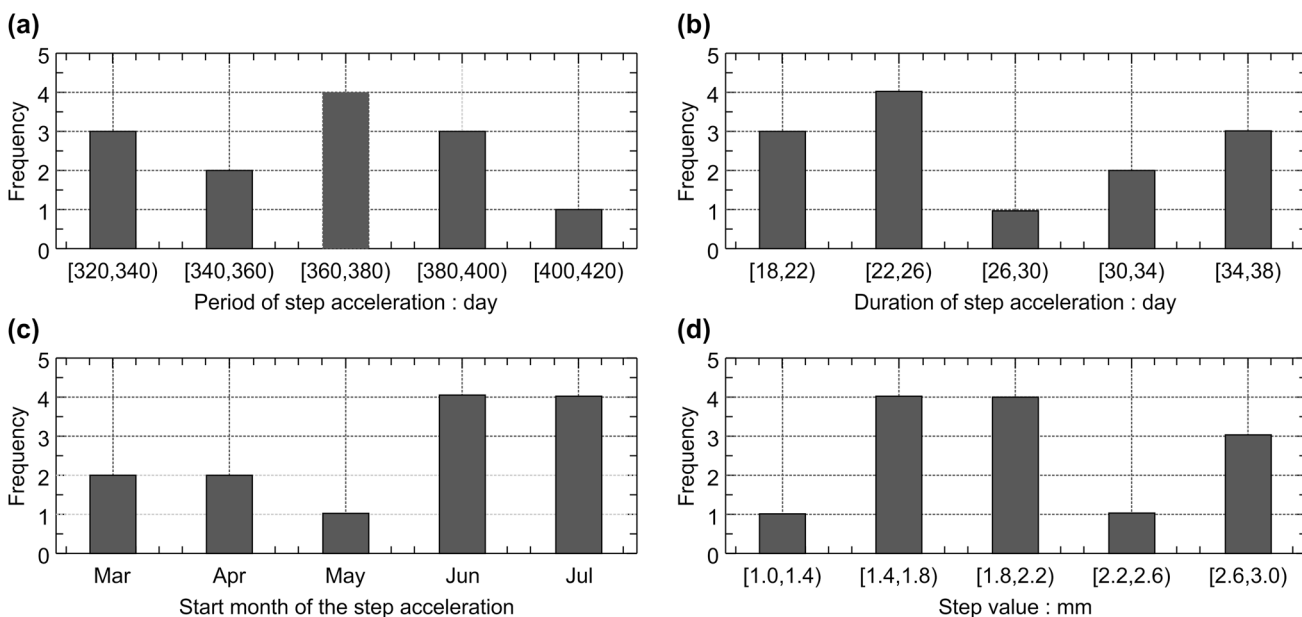 (a)
5
4
3
2
1
0
Frequency
[320,340) [340,360) [360,380) [380,400) [400,420)
Period of step acceleration : day
(b)
5
4
3
2
1
0
Frequency
[18,22) [22,26) [26,30) [30,34) [34,38)
Duration of step acceleration : day
(c)
5
4
3
2
1
0
Frequency
Mar Apr May Jun Jul
Start month of the step acceleration
(d)
5
4
3
2
1
0
Frequency
[1.0,1.4) [1.4,1.8) [1.8,2.2) [2.2,2.6) [2.6,3.0)
Step value : mm